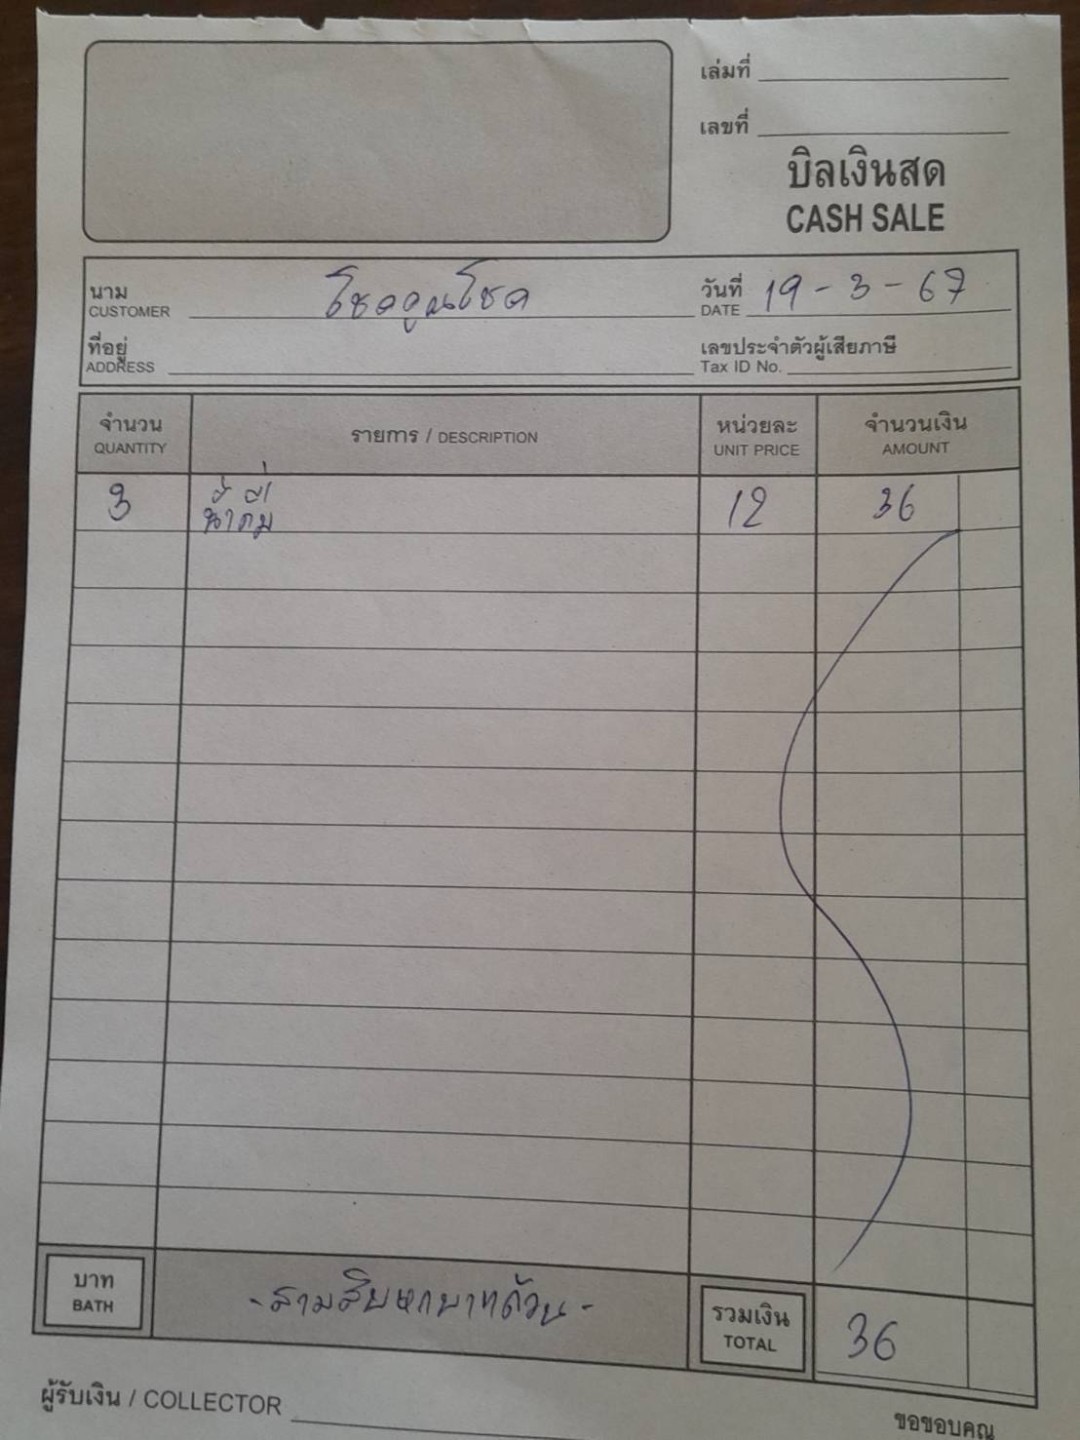 เล่มที่
เลขที่
บิลเงินสด
CASH SALE
นาม โชคคูณโชค วันที่ 19-3-67
CUSTOMER DATE
ที่อยู่ เลขประจำตัวผู้เสียภาษี
ADDRESS Tax ID No.
จำนวน รายการ / DESCRIPTION หน่วยละ จำนวนเงิน
QUANTITY UNIT PRICE AMOUNT
3 น้ำดื่ม 12 36
บาท -สามสิบหกบาทถ้วน- รวมเงิน 36
BATH TOTAL
ผู้รับเงิน / COLLECTOR
ขอขอบคุณ